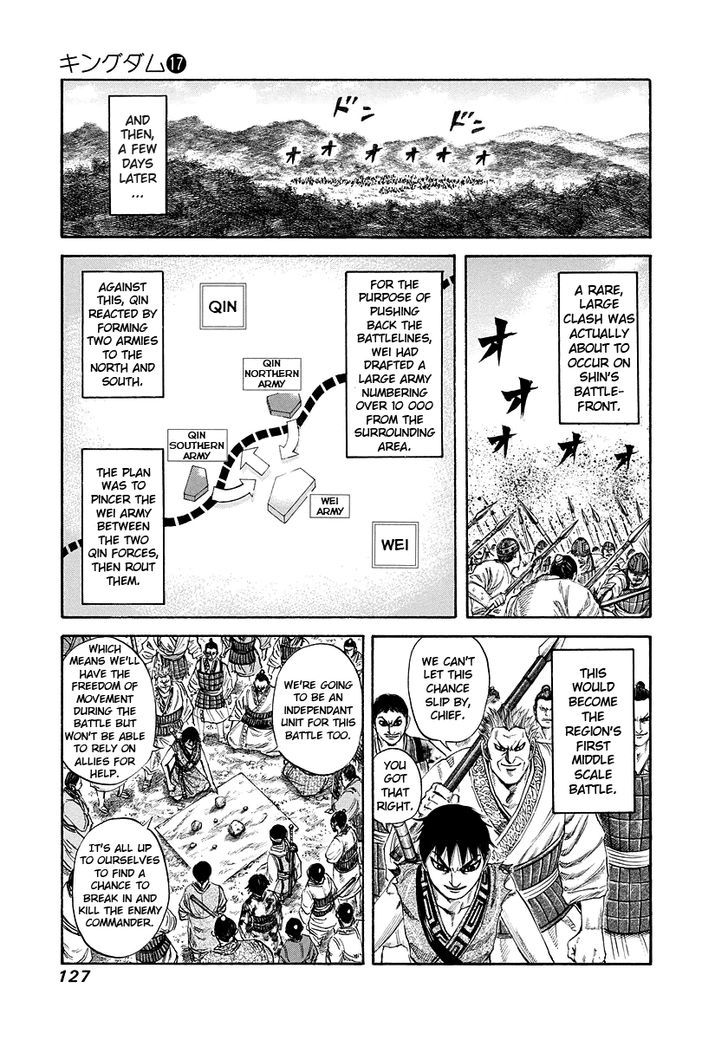 キングダム⓱
AND
THEN,
A FEW
DAYS
LATER
...
ドン
ドン
オ オ オ オ オ オ
A RARE,
LARGE
CLASH WAS
ACTUALLY
ABOUT TO
OCCUR ON
SHIN'S
BATTLE-
FRONT.
オ
オ
オ
オ
オ
FOR THE
PURPOSE OF
PUSHING
BACK THE
BATTLELINES,
WEI HAD
DRAFTED A
LARGE ARMY
NUMBERING
OVER 10 000
FROM THE
SURROUNDING
AREA.
AGAINST
THIS, QIN
REACTED BY
FORMING
TWO ARMIES
TO THE
NORTH AND
SOUTH.
QIN
QIN
NORTHERN
ARMY
QIN
SOUTHERN
ARMY
WEI
ARMY
WEI
THE PLAN
WAS TO
PINCER THE
WEI ARMY
BETWEEN
THE TWO
QIN FORCES,
THEN ROUT
THEM.
THIS
WOULD
BECOME THE
REGION'S
FIRST
MIDDLE
SCALE
BATTLE.
WE CAN'T
LET THIS
CHANCE
SLIP BY,
CHIEF.
YOU
GOT
THAT
RIGHT.
WE'RE GOING
TO BE AN
INDEPENDANT
UNIT FOR THIS
BATTLE TOO.
WHICH
MEANS WE'LL
HAVE THE
FREEDOM OF
MOVEMENT
DURING THE
BATTLE BUT
WON'T BE ABLE
TO RELY ON
ALLIES FOR
HELP.
IT'S ALL UP
TO OURSELVES
TO FIND A
CHANCE TO
BREAK IN AND
KILL THE ENEMY
COMMANDER.
127